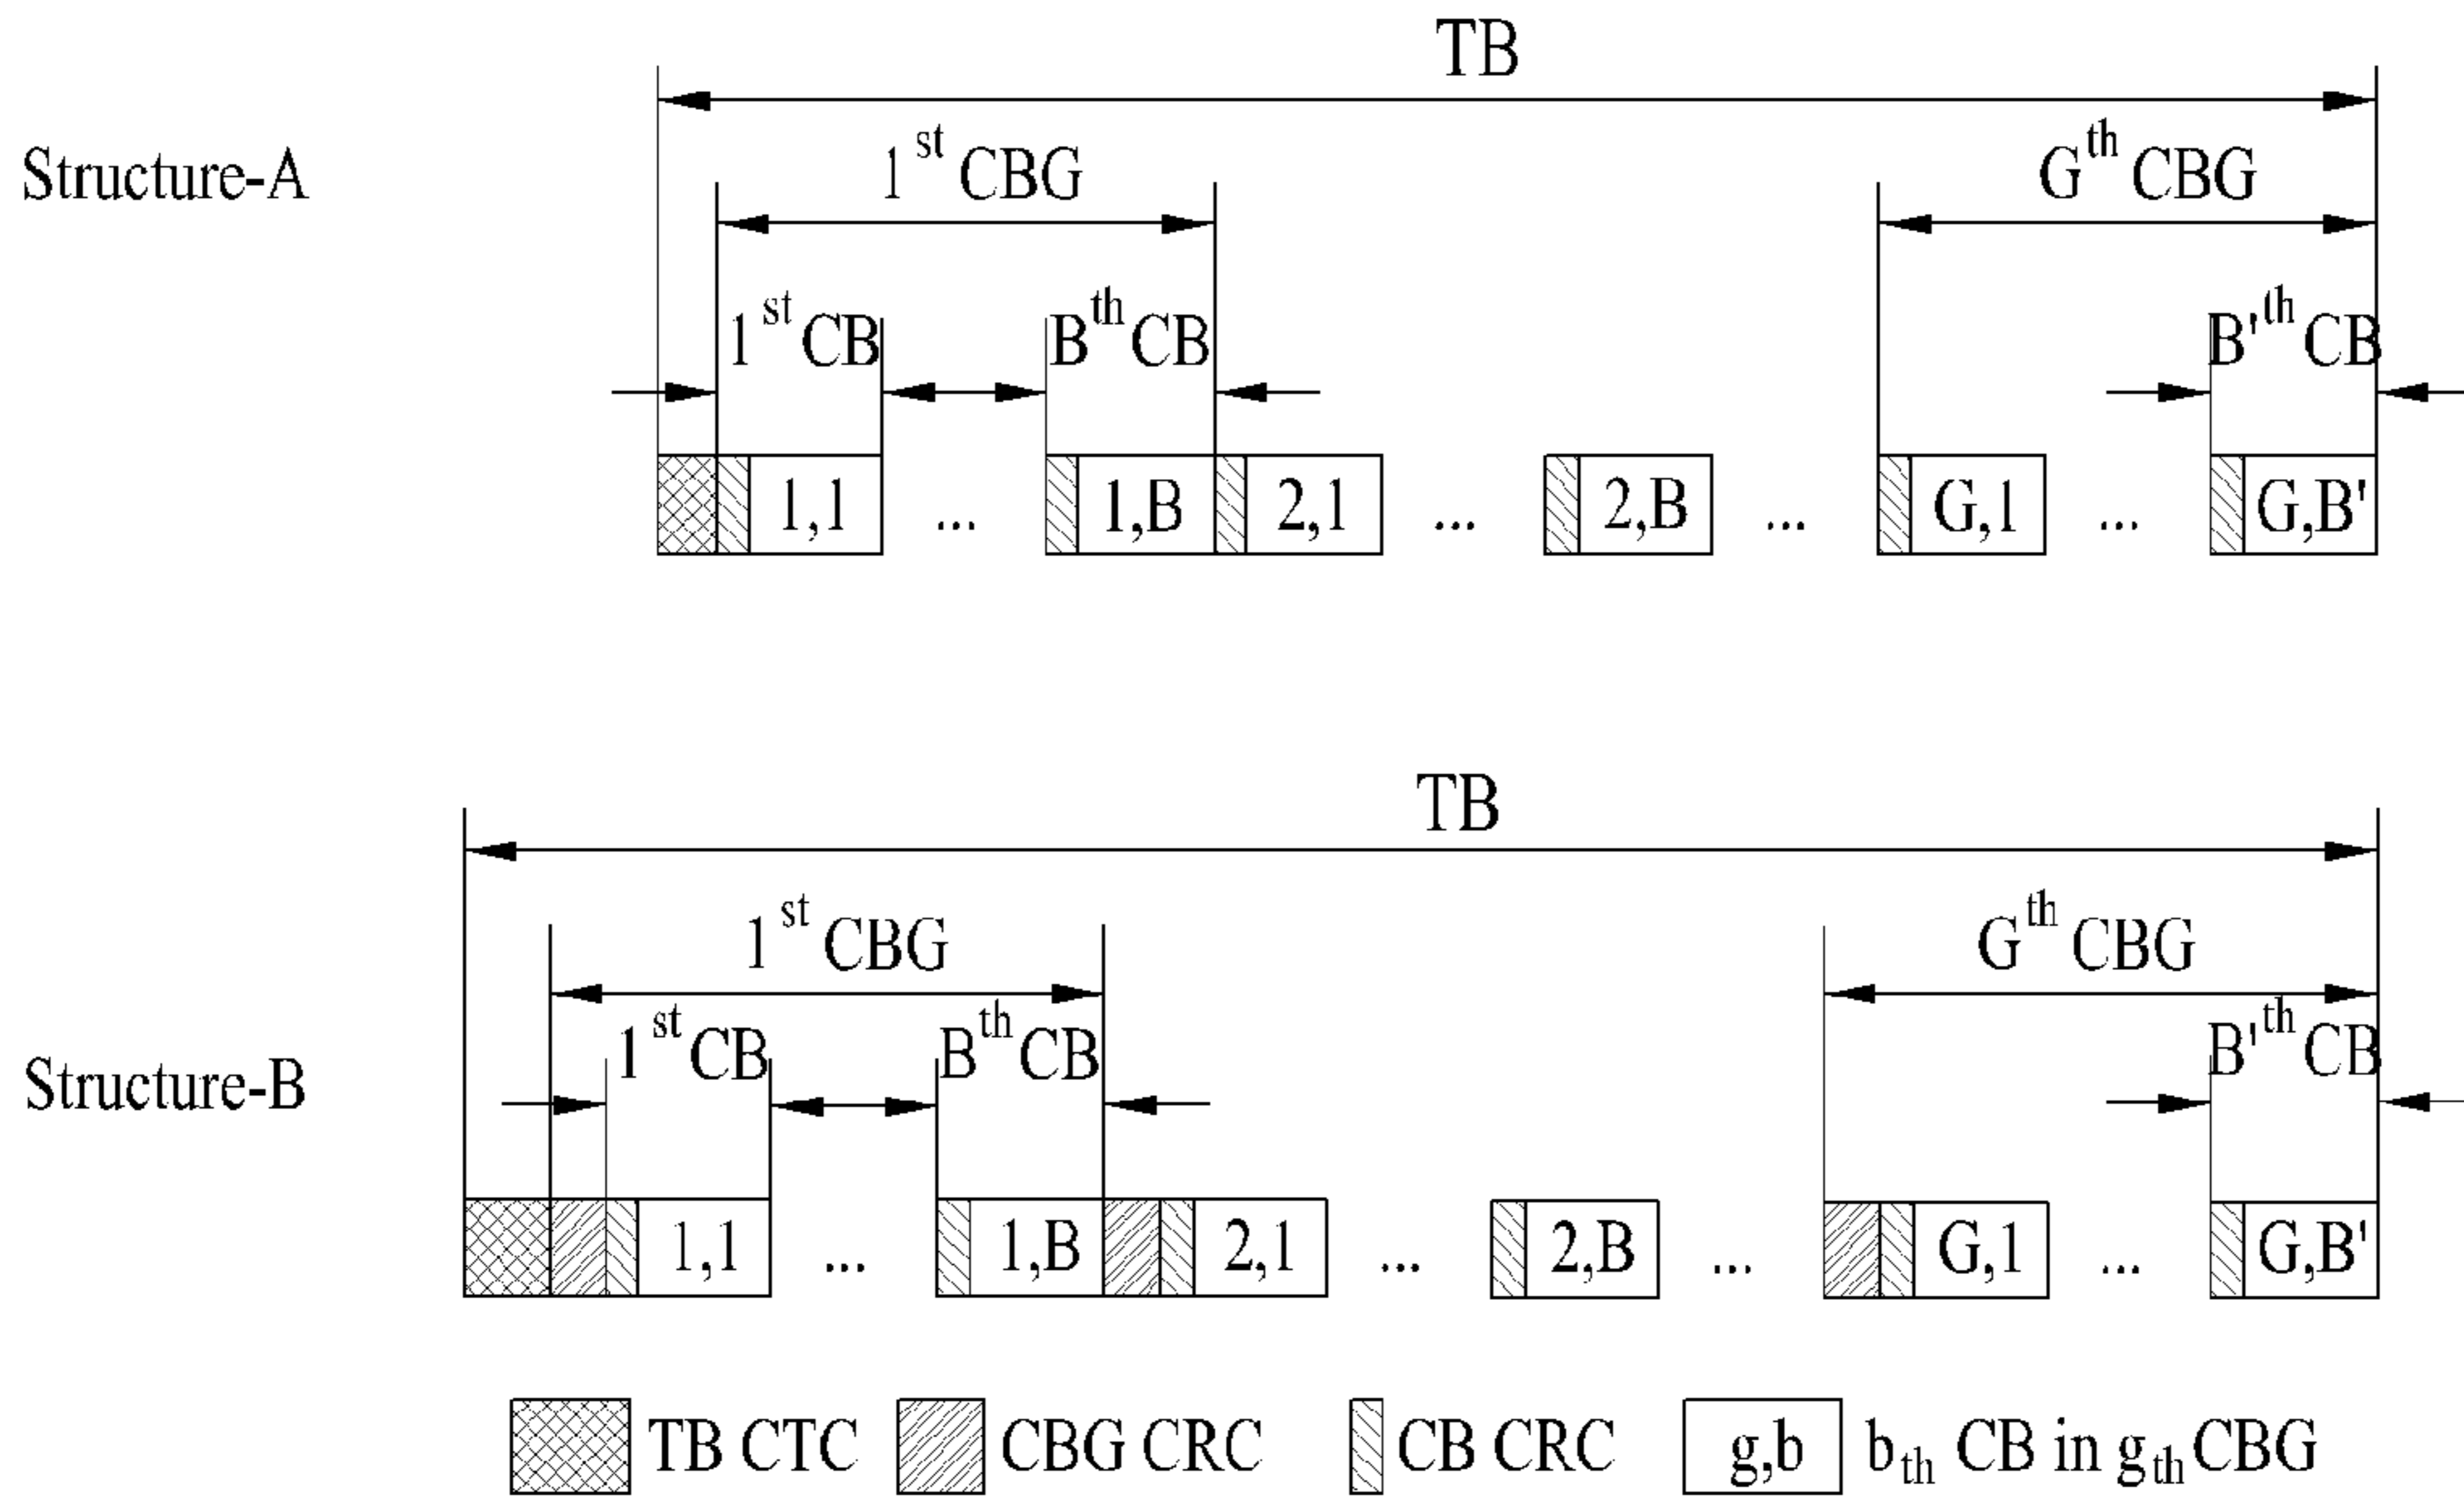 TB
Structure-A
1st CBG
Gth CBG
1st CB
Bth CB
B'th CB
1,1 ... 1,B 2,1 ... 2,B ... G,1 ... G,B'
TB
1st CBG
Gth CBG
Structure-B
1st CB
Bth CB
B'th CB
1,1 ... 1,B 2,1 ... 2,B ... G,1 ... G,B'
TB CTC CBG CRC CB CRC g,b bth CB in gth CBG